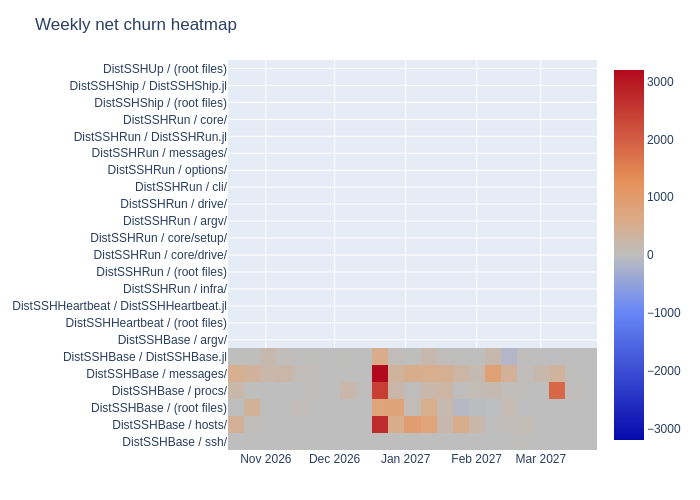 Weekly net churn heatmap
DistSSHUp / (root files)
DistSSHShip / DistSSHShip.jl
DistSSHShip / (root files)
DistSSHRun / core/
DistSSHRun / DistSSHRun.jl
DistSSHRun / messages/
DistSSHRun / options/
DistSSHRun / cli/
DistSSHRun / drive/
DistSSHRun / argv/
DistSSHRun / core/setup/
DistSSHRun / core/drive/
DistSSHRun / (root files)
DistSSHRun / infra/
DistSSHHeartbeat / DistSSHHeartbeat.jl
DistSSHHeartbeat / (root files)
DistSSHBase / argv/
DistSSHBase / DistSSHBase.jl
DistSSHBase / messages/
DistSSHBase / procs/
DistSSHBase / (root files)
DistSSHBase / hosts/
DistSSHBase / ssh/
Nov 2026 Dec 2026 Jan 2027 Feb 2027 Mar 2027
3000
2000
1000
0
−1000
−2000
−3000